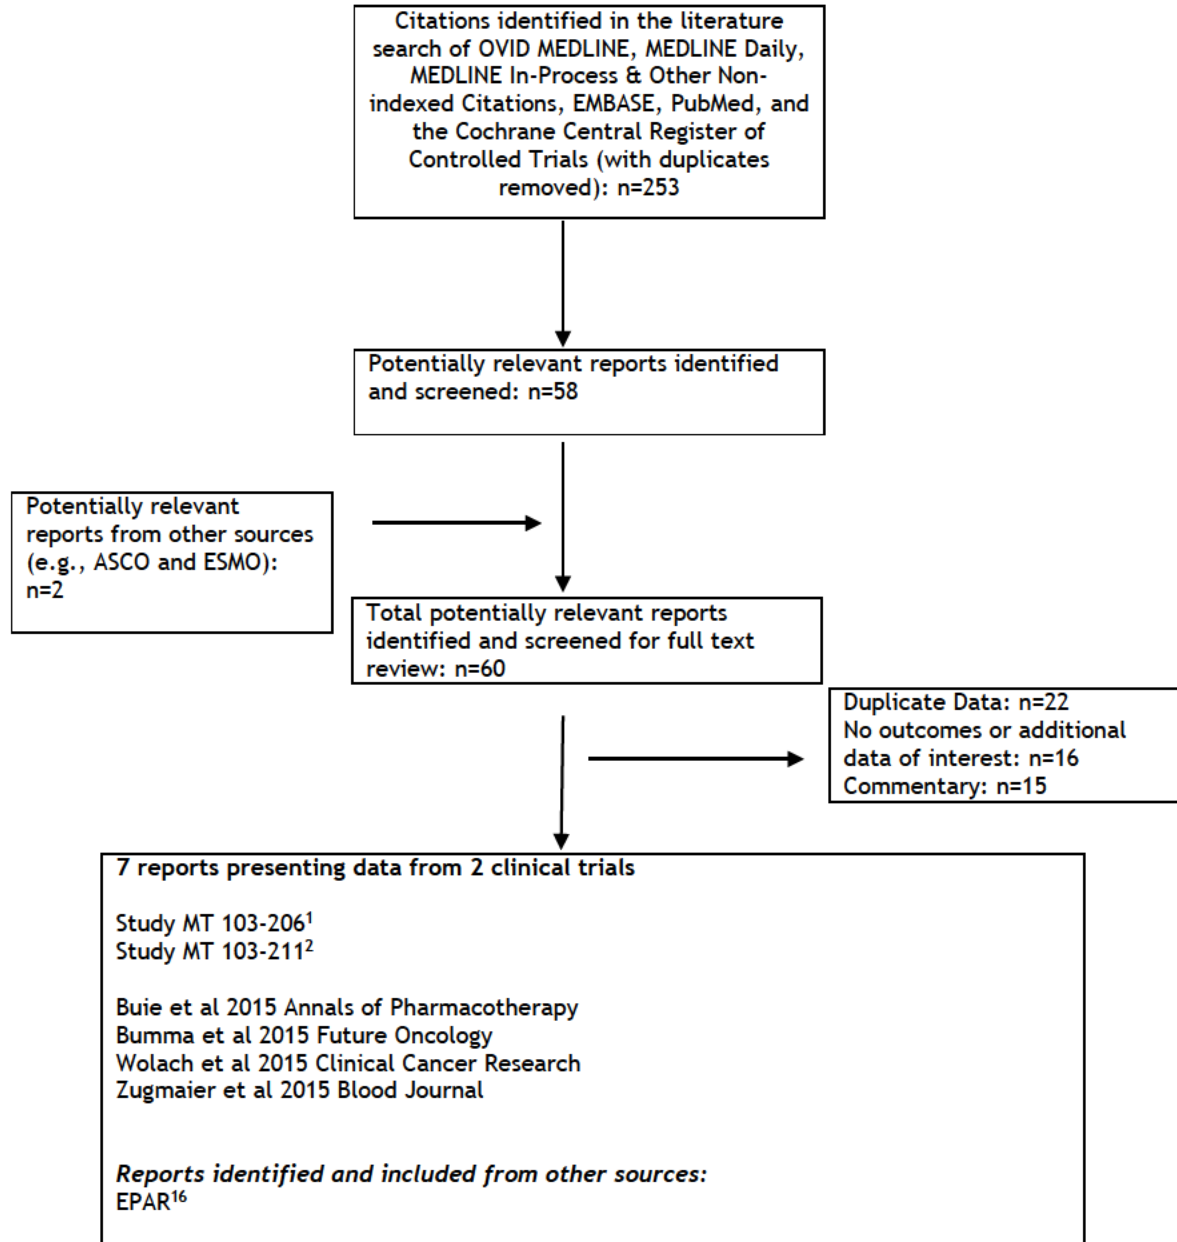 Citations identified in the literature
search of OVID MEDLINE, MEDLINE Daily,
MEDLINE In-Process & Other Non-
indexed Citations, EMBASE, PubMed, and
the Cochrane Central Register of
Controlled Trials (with duplicates
removed): n=253
Potentially relevant reports identified
and screened: n=58
Potentially relevant
reports from other sources
(e.g., ASCO and ESMO):
n=2
Total potentially relevant reports
identified and screened for full text
review: n=60
Duplicate Data: n=22
No outcomes or additional
data of interest: n=16
Commentary: n=15
7 reports presenting data from 2 clinical trials
Study MT 103-206¹
Study MT 103-211²
Buie et al 2015 Annals of Pharmacotherapy
Bumma et al 2015 Future Oncology
Wolach et al 2015 Clinical Cancer Research
Zugmaier et al 2015 Blood Journal
Reports identified and included from other sources:
EPAR¹⁶